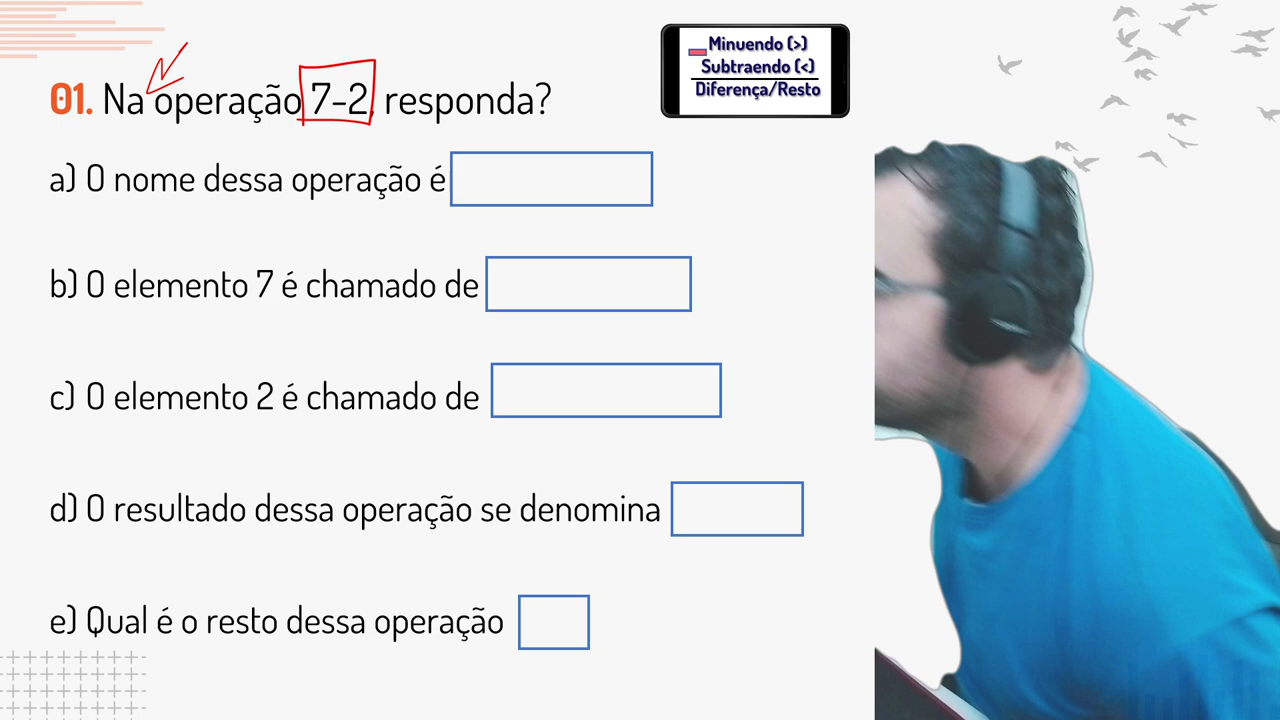 01. Na operação 7-2, responda?
Minuendo (>)
Subtraendo (<)
Diferença/Resto
a) O nome dessa operação é
b) O elemento 7 é chamado de
c) O elemento 2 é chamado de
d) O resultado dessa operação se denomina
e) Qual é o resto dessa operação